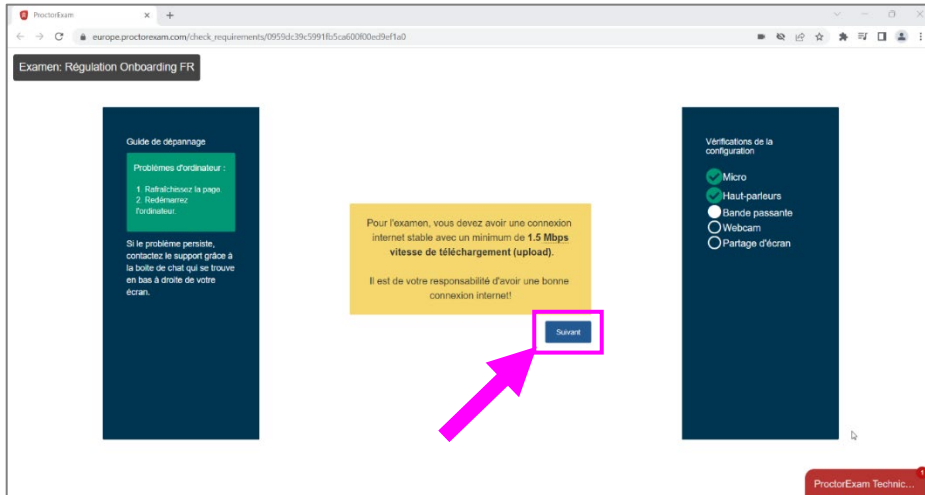 ProctorExam
europe.proctorexam.com/check_requirements/0959dc39c5991fb5ca600f00ed9ef1a0
Examen: Régulation Onboarding FR
Guide de dépannage
Problèmes d'ordinateur :
1. Rafraîchissez la page
2. Redémarrez
l'ordinateur.
Si le problème persiste,
contactez le support grâce à
la boite de chat qui se trouve
en bas à droite de votre
écran.
Pour l'examen, vous devez avoir une connexion
internet stable avec un minimum de 1.5 Mbps
vitesse de téléchargement (upload).
Il est de votre responsabilité d'avoir une bonne
connexion internet!
Suivant
Vérifications de la
configuration
Micro
Haut-parleurs
Bande passante
Webcam
Partage d'écran
ProctorExam Technic...
1